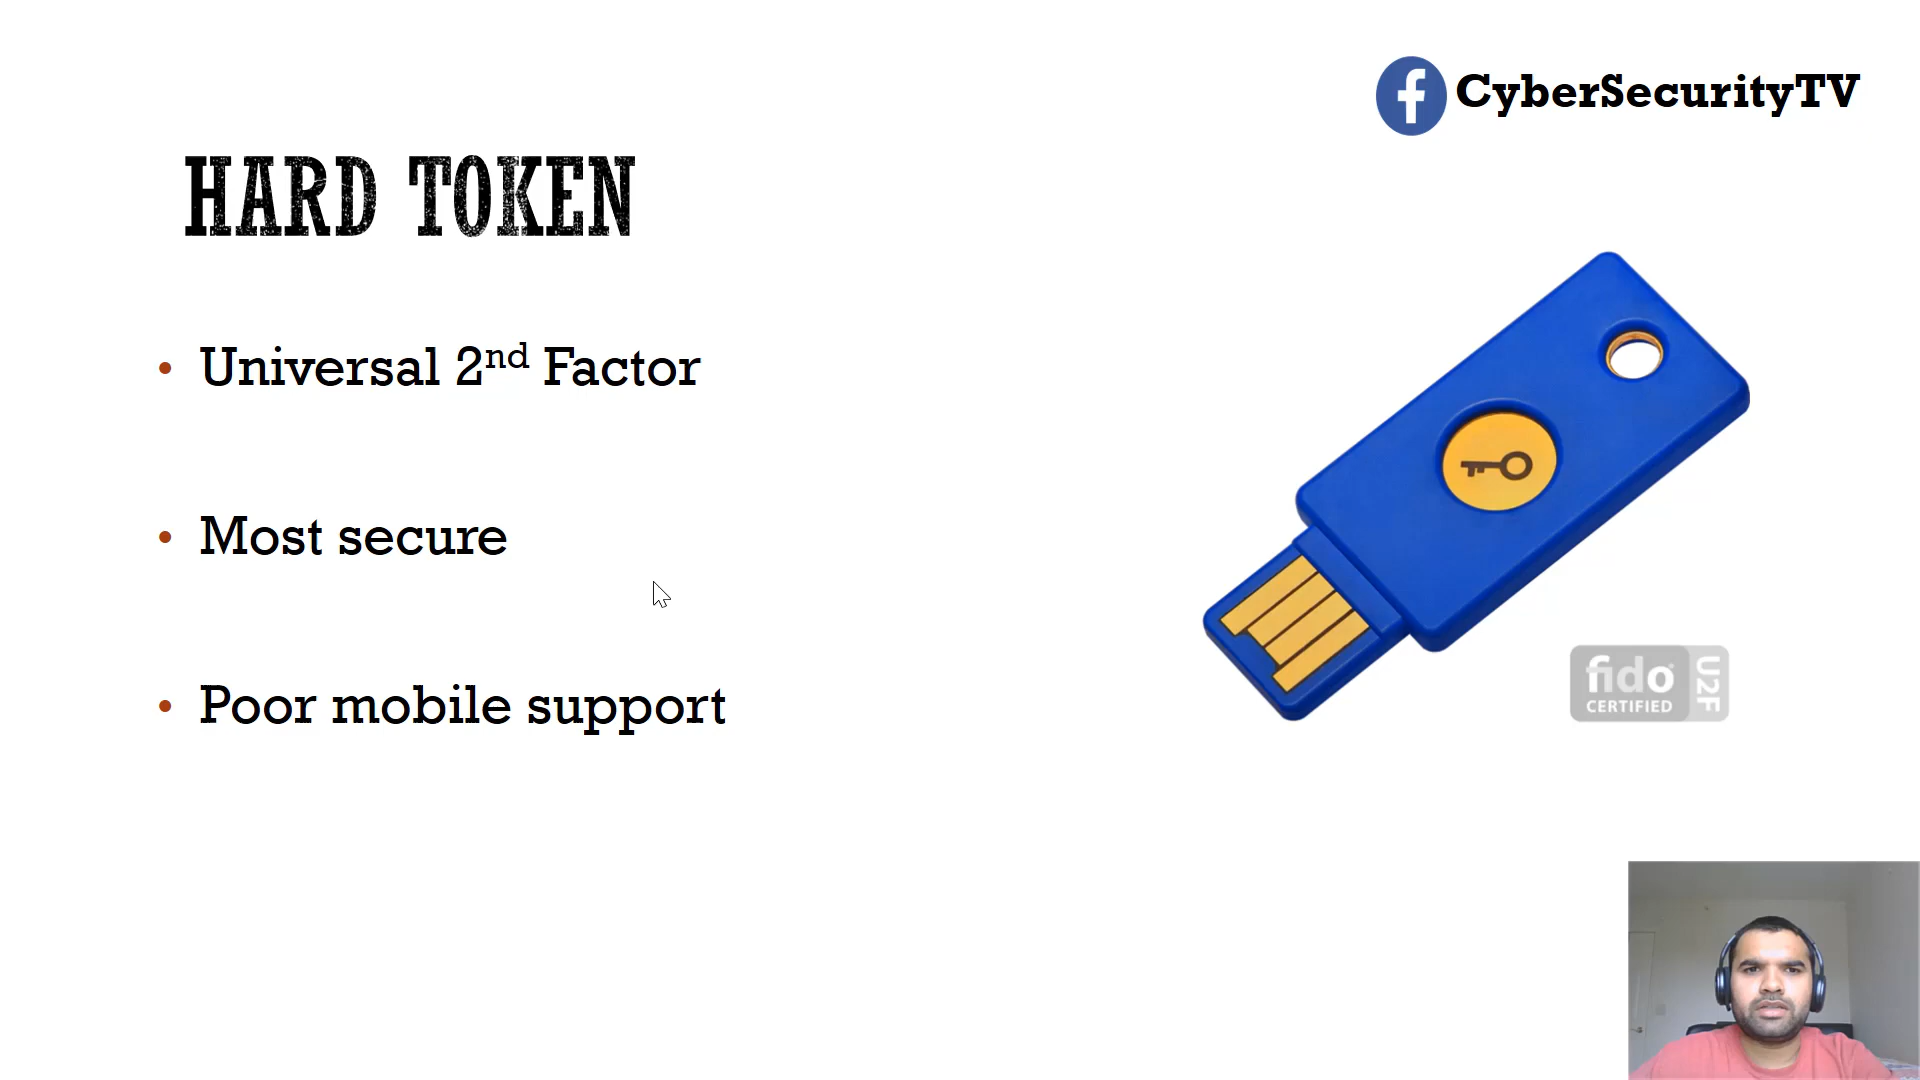 CyberSecurityTV
HARD TOKEN
• Universal 2nd Factor
• Most secure
• Poor mobile support
fido
CERTIFIED
U2F